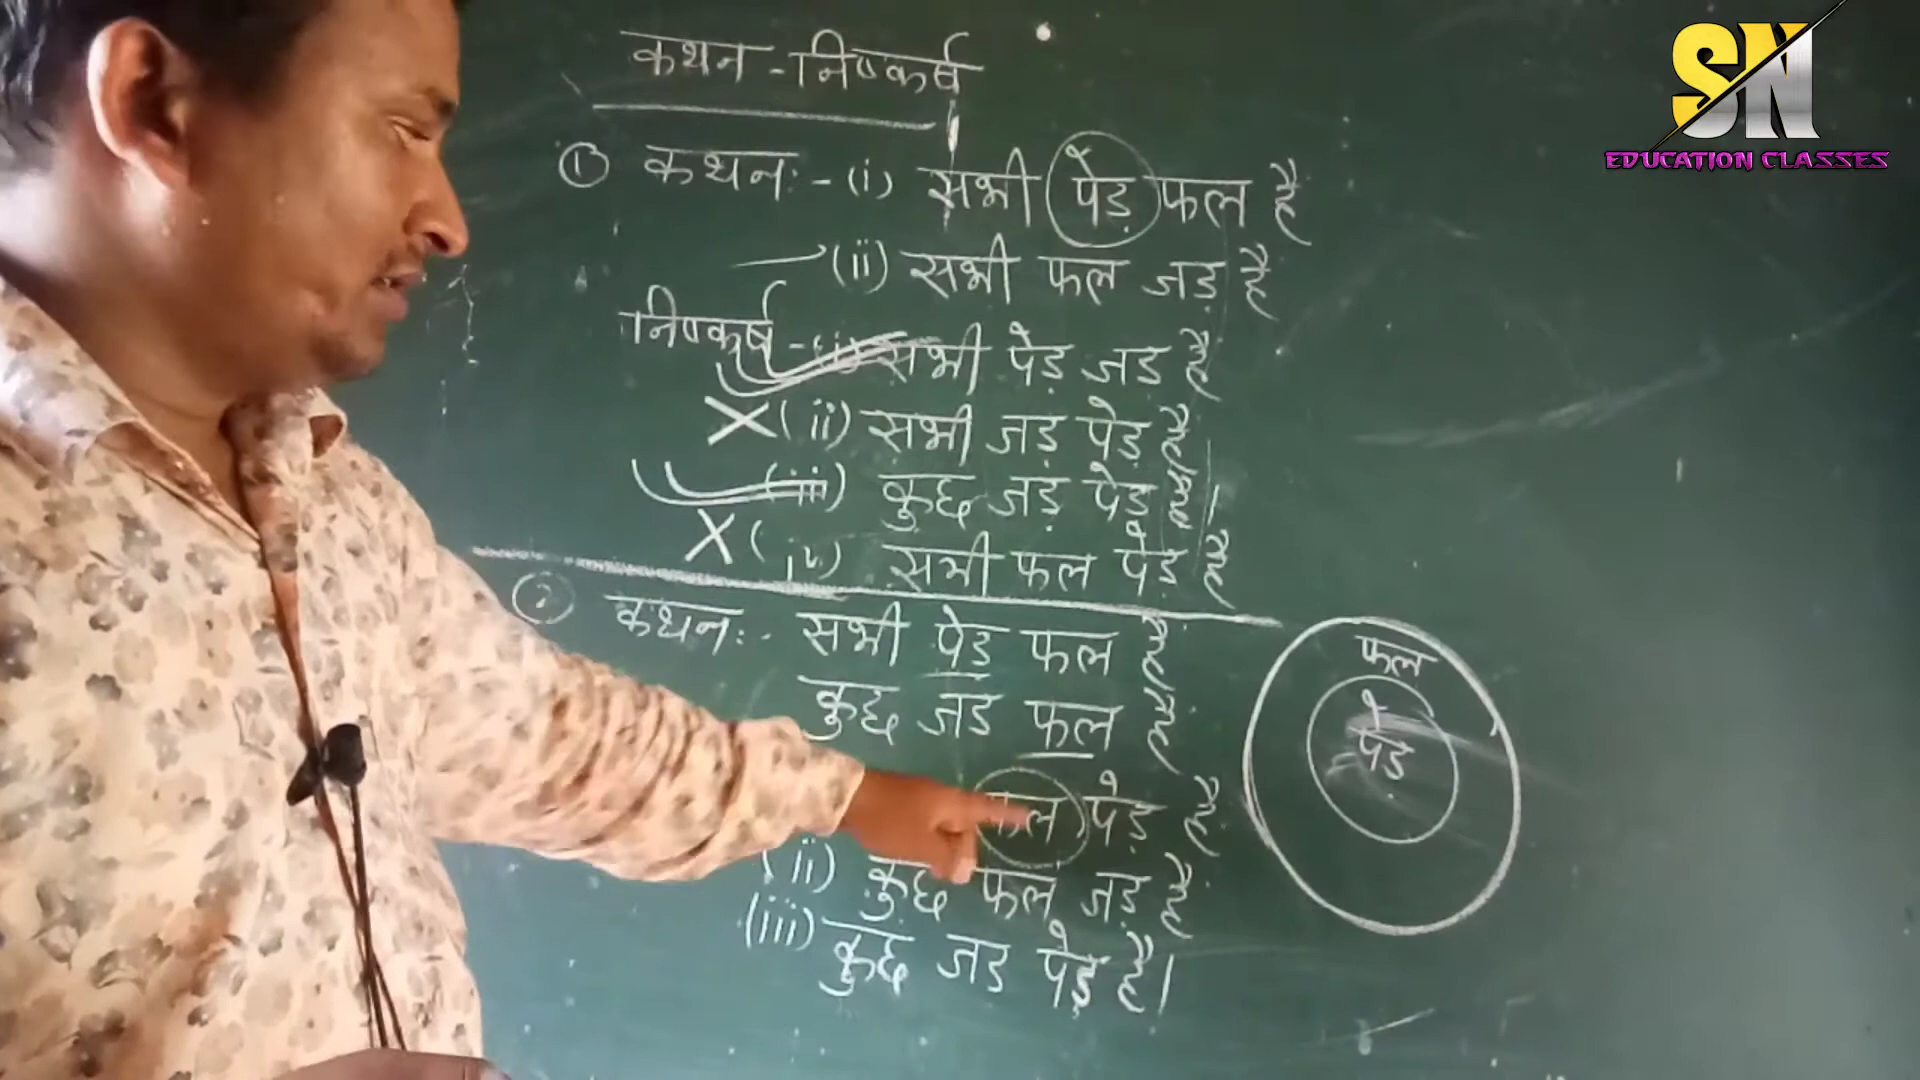 कथन - निष्कर्ष
① कथन :- (i) सभी पेड़ फल है
(ii) सभी फल जड़ है
निष्कर्ष - (i) सभी पेड़ जड़ है
X (ii) सभी जड़ पेड़ है
(iii) कुछ जड़ पेड़ है।
X (iv) सभी फल पेड़ है
② कथन :- सभी पेड़ फल है
कुछ जड़ फल है
फल पेड़ है
(ii) कुछ फल जड़ है
(iii) कुछ जड़ पेड़ है।
फल
पेड़
SN
EDUCATION CLASSES